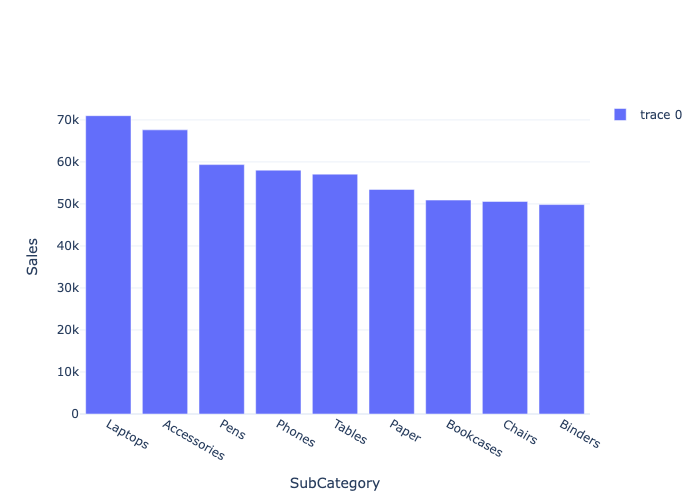 trace 0
70k
60k
50k
40k
30k
20k
10k
0
Sales
Laptops
Accessories
Pens
Phones
Tables
Paper
Bookcases
Chairs
Binders
SubCategory